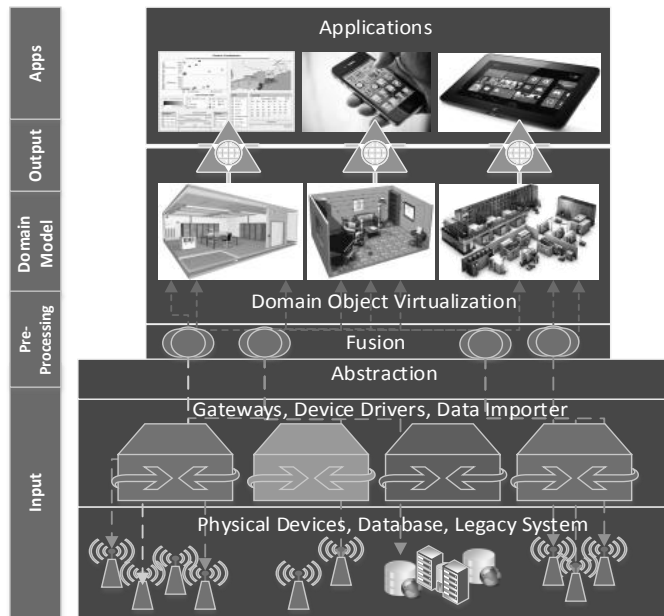 Apps
Output
Domain
Model
Pre-
Processing
Input
Applications
Domain Object Virtualization
Fusion
Abstraction
Gateways, Device Drivers, Data Importer
Physical Devices, Database, Legacy System